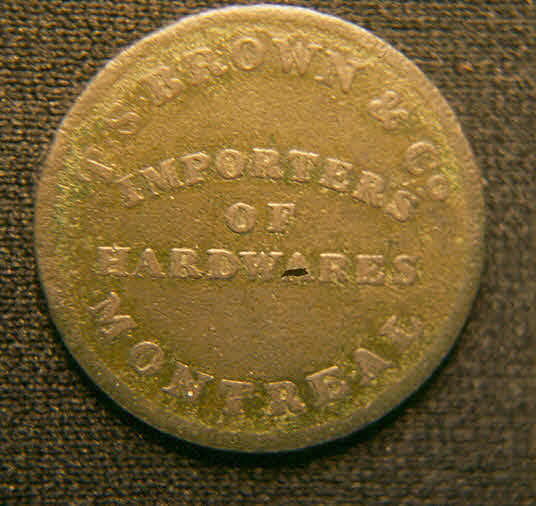 T S BROWN & Co
IMPORTERS
OF
HARDWARES
MONTREAL